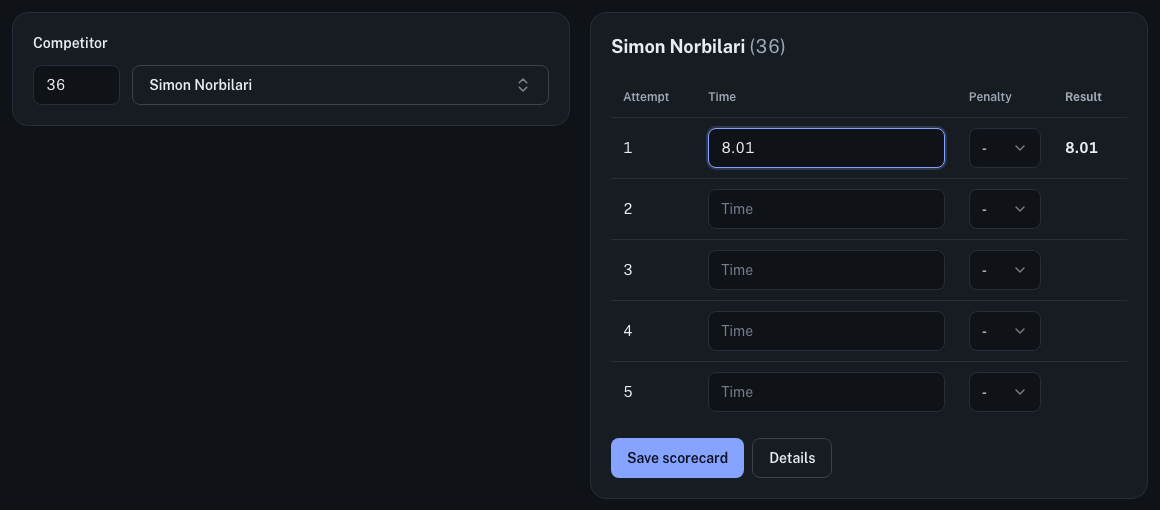 Competitor
36 Simon Norbilari
Simon Norbilari (36)
Attempt Time Penalty Result
1 8.01 - 8.01
2 Time -
3 Time -
4 Time -
5 Time -
Save scorecard Details